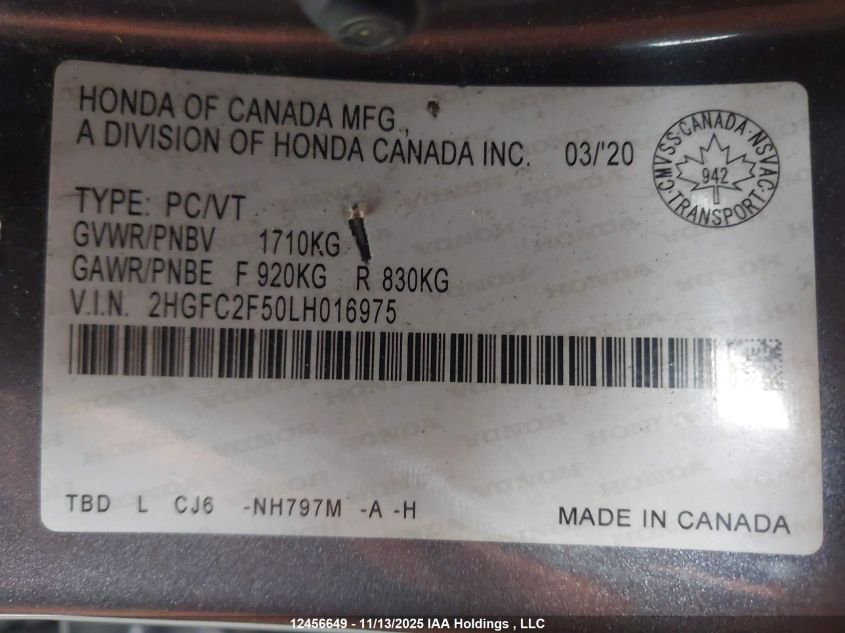 HONDA OF CANADA MFG.,
A DIVISION OF HONDA CANADA INC. 03/'20
CMVSS·CANADA·NSVAC·TRANSPORT·
942
TYPE: PC/VT
GVWR/PNBV 1710KG
GAWR/PNBE F 920KG R 830KG
V.I.N. 2HGFC2F50LH016975
TBD L CJ6 -NH797M -A -H
MADE IN CANADA
12456649 - 11/13/2025 IAA Holdings , LLC